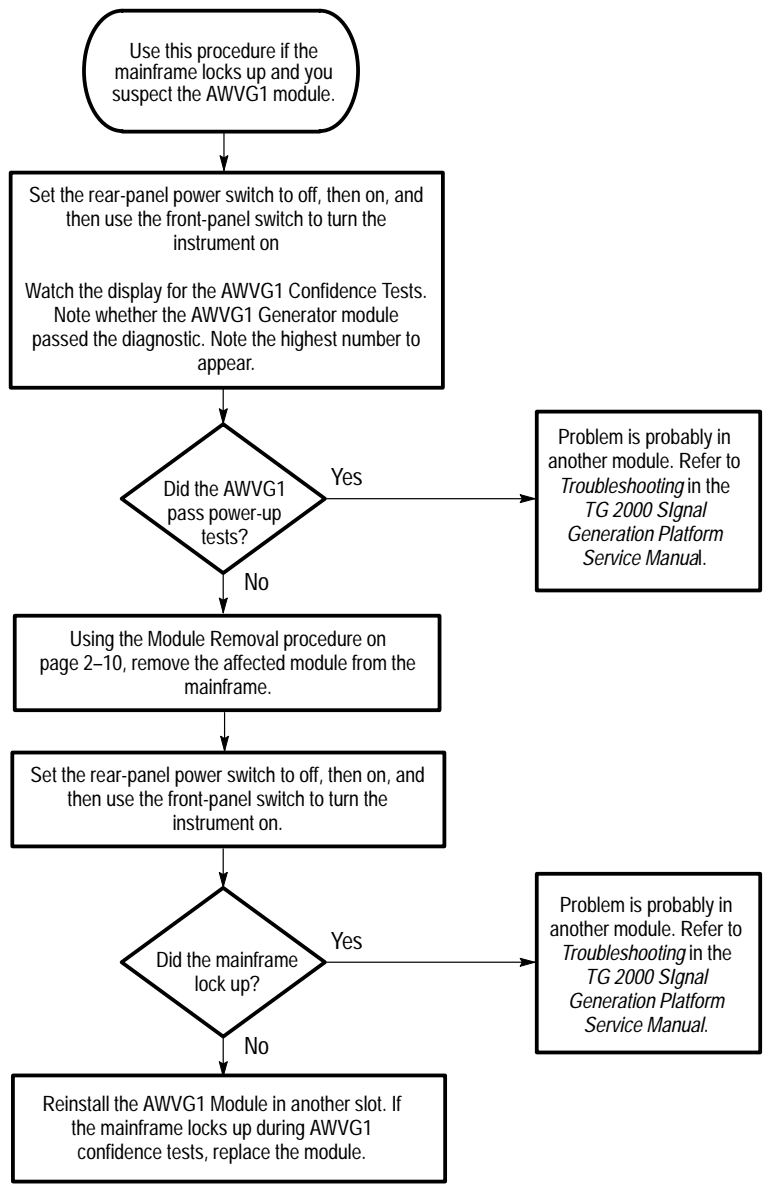 Use this procedure if the
mainframe locks up and you
suspect the AWVG1 module.
Set the rear-panel power switch to off, then on, and
then use the front-panel switch to turn the
instrument on
Watch the display for the AWVG1 Confidence Tests.
Note whether the AWVG1 Generator module
passed the diagnostic. Note the highest number to
appear.
Did the AWVG1
pass power-up
tests?
Yes
Problem is probably in
another module. Refer to
Troubleshooting in the
TG 2000 SIgnal
Generation Platform
Service Manual.
No
Using the Module Removal procedure on
page 2–10, remove the affected module from the
mainframe.
Set the rear-panel power switch to off, then on, and
then use the front-panel switch to turn the
instrument on.
Did the mainframe
lock up?
Yes
Problem is probably in
another module. Refer to
Troubleshooting in the
TG 2000 SIgnal
Generation Platform
Service Manual.
No
Reinstall the AWVG1 Module in another slot. If
the mainframe locks up during AWVG1
confidence tests, replace the module.